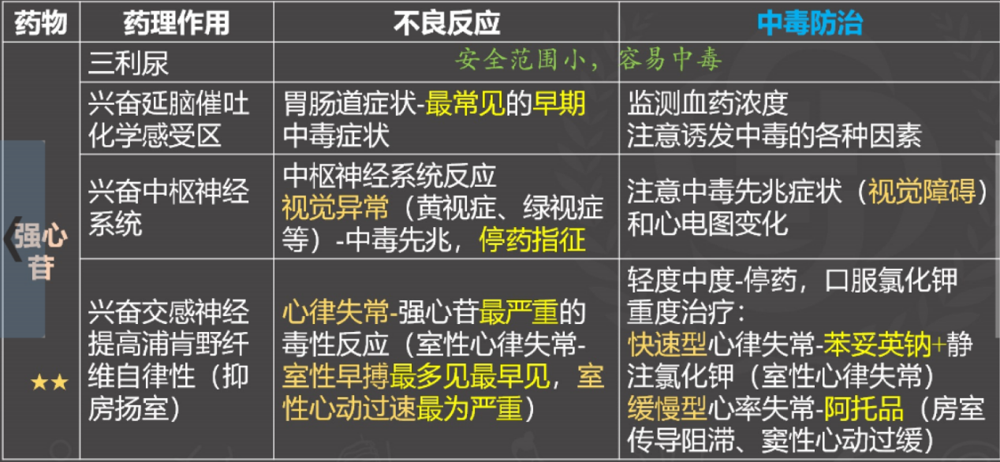 药物 药理作用 不良反应 中毒防治
三利尿 安全范围小，容易中毒
兴奋延脑催吐
化学感受区
胃肠道症状-最常见的早期
中毒症状
监测血药浓度
注意诱发中毒的各种因素
兴奋中枢神经
系统
中枢神经系统反应
视觉异常（黄视症、绿视症
等）-中毒先兆，停药指征
注意中毒先兆症状（视觉障碍）
和心电图变化
强心
苷
★★
兴奋交感神经
提高浦肯野纤
维自律性（抑
房扬室）
心律失常-强心苷最严重的
毒性反应（室性心律失常-
室性早搏最多见最早见，室
性心动过速最为严重）
轻度中度-停药，口服氯化钾
重度治疗：
快速型心律失常-苯妥英钠+静
注氯化钾（室性心律失常）
缓慢型心率失常-阿托品（房室
传导阻滞、窦性心动过缓）